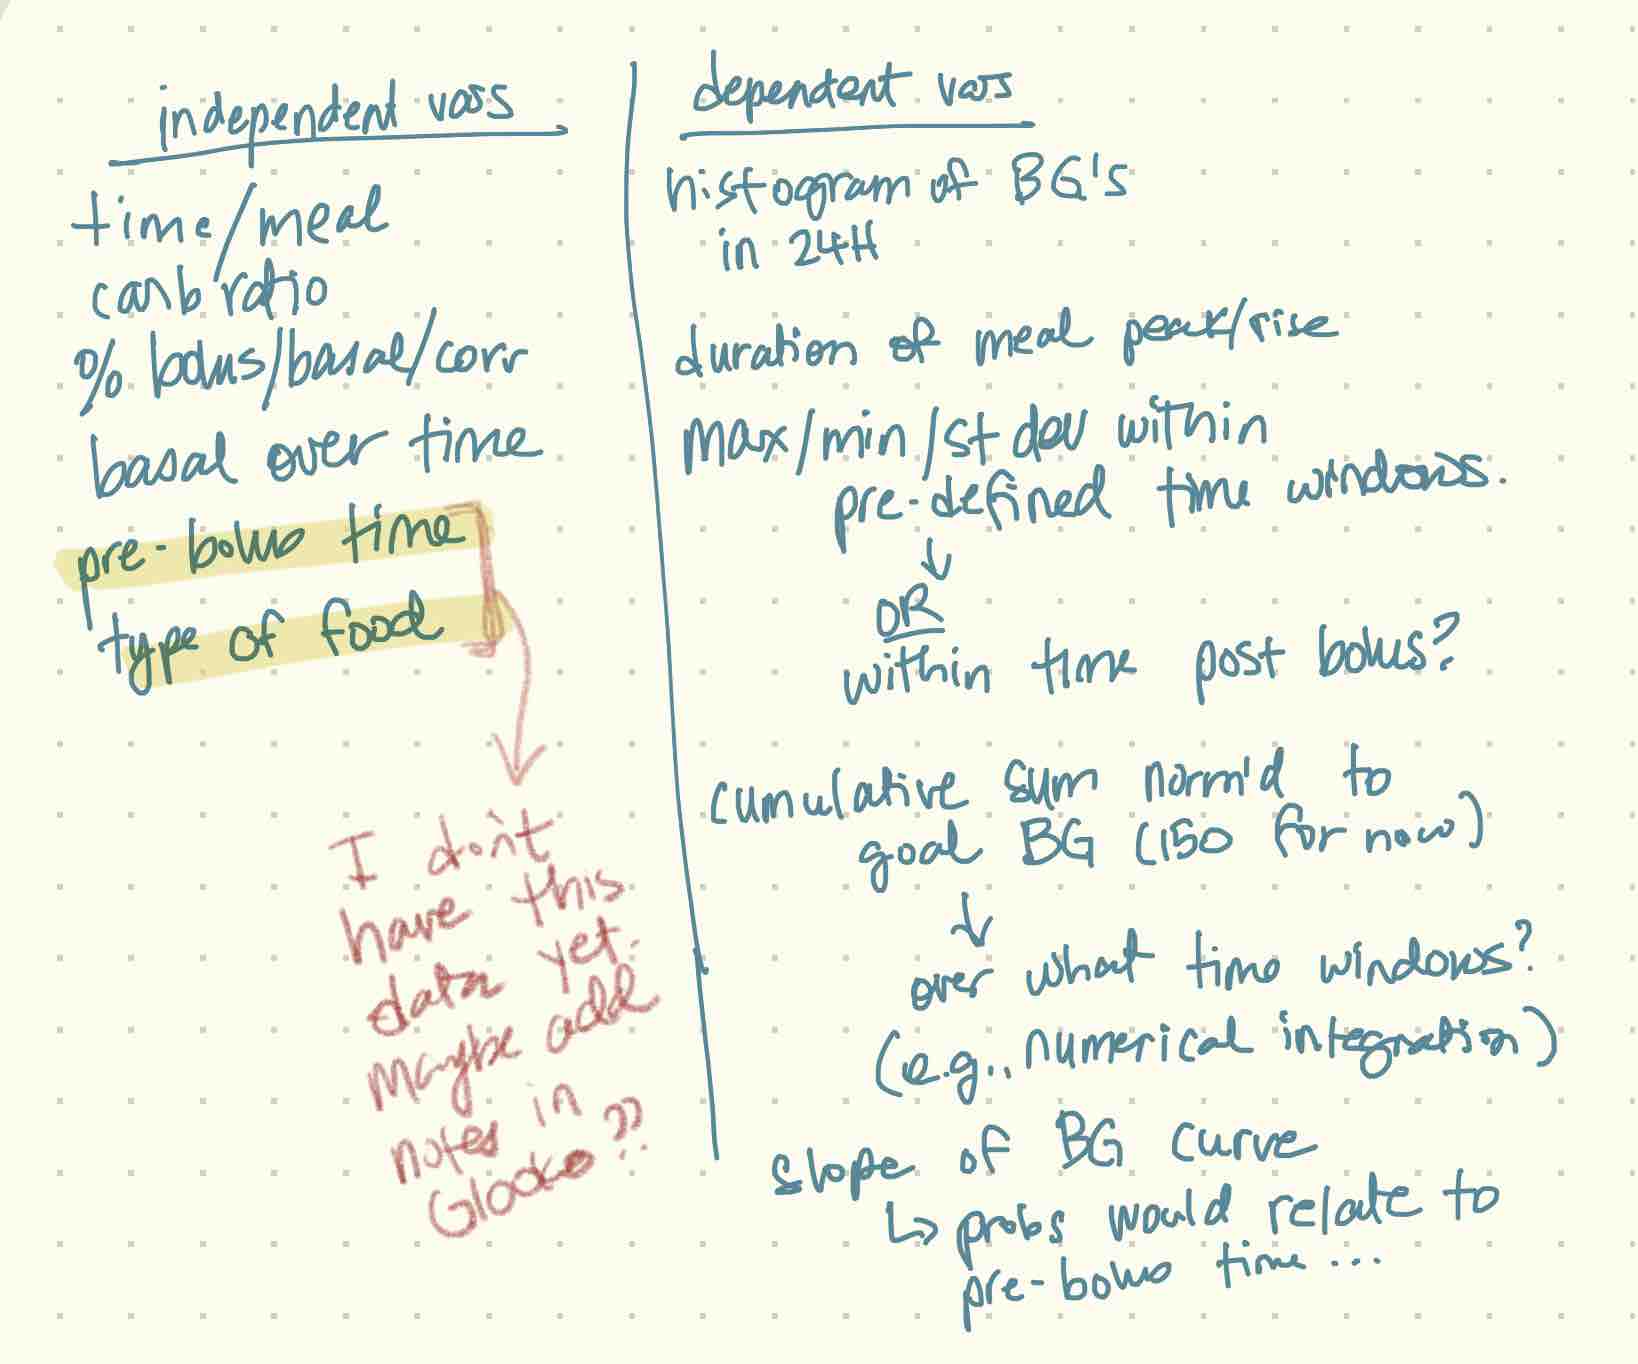 independent vars
time/meal
carb ratio
% bolus/basal/corr
basal over time
pre-bolus time
type of food
I don't
have this
data yet.
Maybe add
notes in
Glooko??
dependent vars
histogram of BG's
in 24H
duration of meal peak/rise
max/min/st dev within
pre-defined time windows.
↓
OR
within time post bolus?
cumulative sum norm'd to
goal BG (150 for now)
↓
over what time windows?
(e.g., numerical integration)
slope of BG curve
↳ probs would relate to
pre-bolus time ...